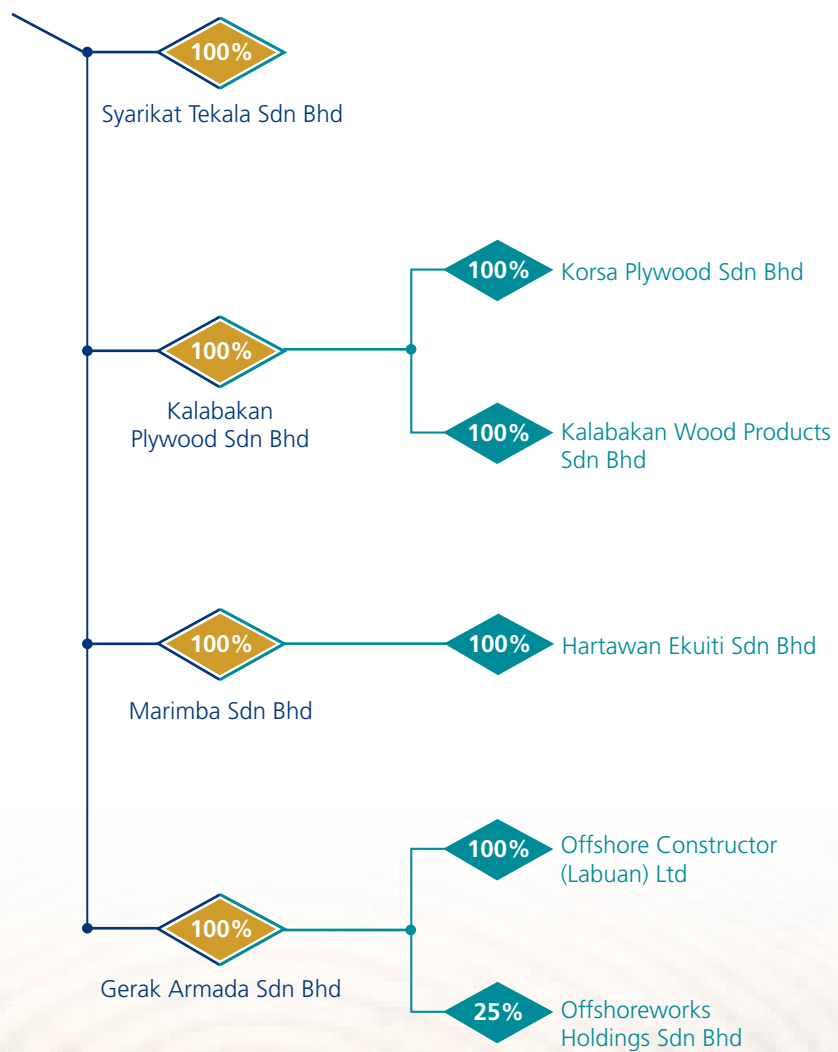 100%
Syarikat Tekala Sdn Bhd
100%
Korsa Plywood Sdn Bhd
100%
Kalabakan
Plywood Sdn Bhd
100%
Kalabakan Wood Products
Sdn Bhd
100%
Marimba Sdn Bhd
100%
Hartawan Ekuiti Sdn Bhd
100%
Offshore Constructor
(Labuan) Ltd
100%
Gerak Armada Sdn Bhd
25%
Offshoreworks
Holdings Sdn Bhd